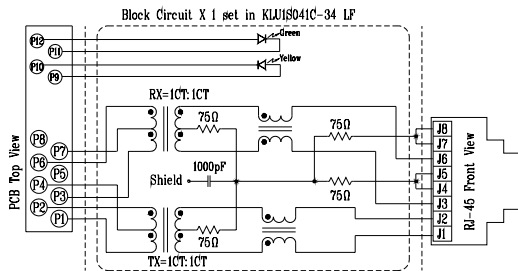 Block Circuit X 1 set in KLU1S041C-34 LF
P12
Green
P11
P10
Yellow
P9
RX=1CT:1CT
75Ω
75Ω
P8
P7
P6
P5
P4
P3
P2
P1
PCB Top View
1000pF
Shield
75Ω
75Ω
TX=1CT:1CT
J8
J7
J6
J5
J4
J3
J2
J1
RJ-45 Front View